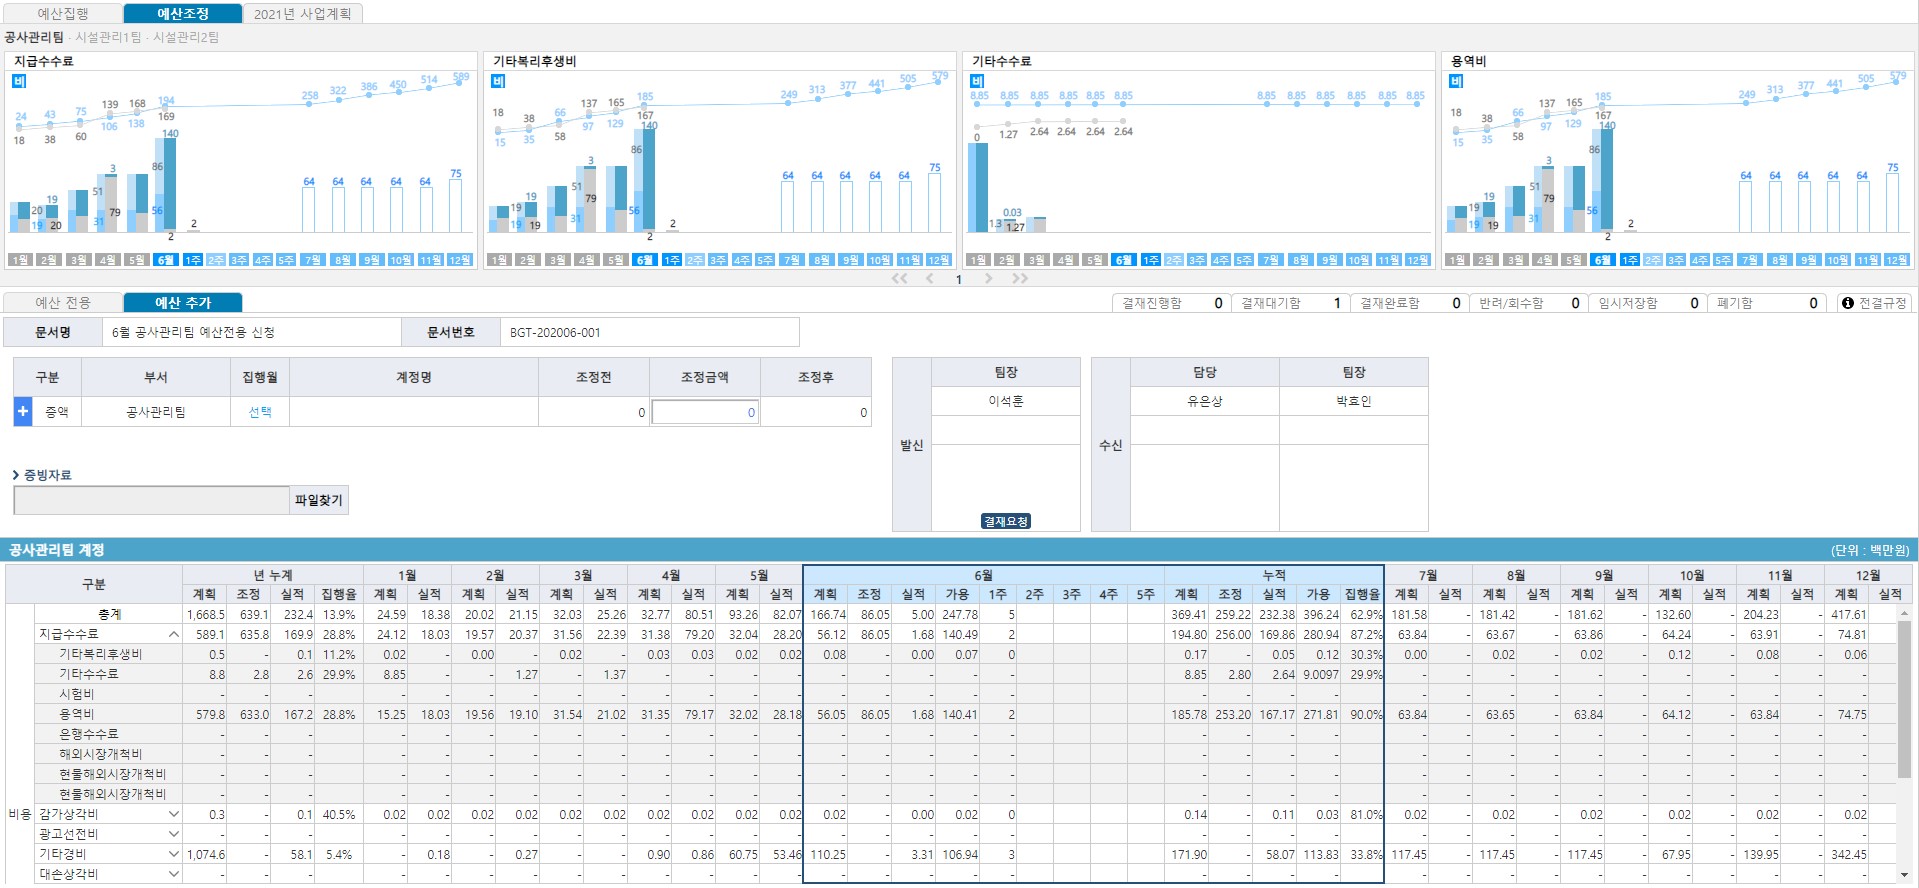 예산집행 예산조정 2021년 사업계획
공사관리팀 · 시설관리1팀 · 시설관리2팀
지급수수료
비
24 43 75 139 168 194 258 322 386 450 514 589
18 38 60 106 138 169
140
20 19 51 3 86
19 20 31 79 56 2 2
64 64 64 64 64 75
1월 2월 3월 4월 5월 6월 1주 2주 3주 4주 5주 7월 8월 9월 10월 11월 12월
기타복리후생비
비
18 38 66 137 165 185 249 313 377 441 505 579
15 35 58 97 129 167
140
19 19 51 3 86
19 19 31 79 56 2 2
64 64 64 64 64 75
1월 2월 3월 4월 5월 6월 1주 2주 3주 4주 5주 7월 8월 9월 10월 11월 12월
기타수수료
비
8.85 8.85 8.85 8.85 8.85 8.85 8.85 8.85 8.85 8.85 8.85 8.85
0 1.27 2.64 2.64 2.64 2.64
1.3 0.03 1.27
1월 2월 3월 4월 5월 6월 1주 2주 3주 4주 5주 7월 8월 9월 10월 11월 12월
용역비
비
18 38 66 137 165 185 249 313 377 441 505 579
15 35 58 97 129 167
140
19 19 51 3 86
19 19 31 79 56 2 2
64 64 64 64 64 75
1월 2월 3월 4월 5월 6월 1주 2주 3주 4주 5주 7월 8월 9월 10월 11월 12월
1
예산 전용 예산 추가 결재진행함 0 결재대기함 1 결재완료함 0 반려/회수함 0 임시저장함 0 폐기함 0 전결규정
문서명 6월 공사관리팀 예산전용 신청 문서번호 BGT-202006-001
구분 부서 집행월 계정명 조정전 조정금액 조정후
+ 증액 공사관리팀 선택 0 0 0
증빙자료
파일찾기
발신 팀장
이석훈
결재요청
수신 담당 팀장
유은상 박효인
공사관리팀 계정 (단위 : 백만원)
구분 년 누계 1월 2월 3월 4월 5월 6월 누적 7월 8월 9월 10월 11월 12월
계획 조정 실적 집행율 계획 실적 계획 실적 계획 실적 계획 실적 계획 실적 계획 조정 실적 가용 1주 2주 3주 4주 5주 계획 조정 실적 가용 집행율 계획 실적 계획 실적 계획 실적 계획 실적 계획 실적 계획 실적
비용
총계 1,668.5 639.1 232.4 13.9% 24.59 18.38 20.02 21.15 32.03 25.26 32.77 80.51 93.26 82.07 166.74 86.05 5.00 247.78 5 369.41 259.22 232.38 396.24 62.9% 181.58 - 181.42 - 181.62 - 132.60 - 204.23 - 417.61
지급수수료 589.1 635.8 169.9 28.8% 24.12 18.03 19.57 20.37 31.56 22.39 31.38 79.20 32.04 28.20 56.12 86.05 1.68 140.49 2 194.80 256.00 169.86 280.94 87.2% 63.84 - 63.67 - 63.86 - 64.24 - 63.91 - 74.81
기타복리후생비 0.5 - 0.1 11.2% 0.02 - 0.00 - 0.02 - 0.03 0.03 0.02 0.02 0.08 - 0.00 0.07 0 0.17 - 0.05 0.12 30.3% 0.00 - 0.02 - 0.02 - 0.12 - 0.08 - 0.06
기타수수료 8.8 2.8 2.6 29.9% 8.85 - - 1.27 - 1.37 - - - - - - - - - 8.85 2.80 2.64 9.0097 29.9% - - - - - - - - - - -
시험비 - - - - - - - - - - - - - - - - - - - - - - - - - - - - - - - - -
용역비 579.8 633.0 167.2 28.8% 15.25 18.03 19.56 19.10 31.54 21.02 31.35 79.17 32.02 28.18 56.05 86.05 1.68 140.41 2 185.78 253.20 167.17 271.81 90.0% 63.84 - 63.65 - 63.84 - 64.12 - 63.84 - 74.75
은행수수료 - - - - - - - - - - - - - - - - - - - - - - - - - - - - - - - - -
해외시장개척비 - - - - - - - - - - - - - - - - - - - - - - - - - - - - - - - - -
현물해외시장개척비 - - - - - - - - - - - - - - - - - - - - - - - - - - - - - - - - -
현물해외시장개척비 - - - - - - - - - - - - - - - - - - - - - - - - - - - - - - - - -
감가상각비 0.3 - 0.1 40.5% 0.02 0.02 0.02 0.02 0.02 0.02 0.02 0.02 0.02 0.02 0.02 - 0.00 0.02 0 0.14 - 0.11 0.03 81.0% 0.02 - 0.02 - 0.02 - 0.02 - 0.02 - 0.02
광고선전비 - - - - - - - - - - - - - - - - - - - - - - - - - - - - - - - - -
기타경비 1,074.6 - 58.1 5.4% - 0.18 - 0.27 - - 0.90 0.86 60.75 53.46 110.25 - 3.31 106.94 3 171.90 - 58.07 113.83 33.8% 117.45 - 117.45 - 117.45 - 67.95 - 139.95 - 342.45
대손상각비 - - - - - - - - - - - - - - - - - - - - - - - - - - - - - - - - -